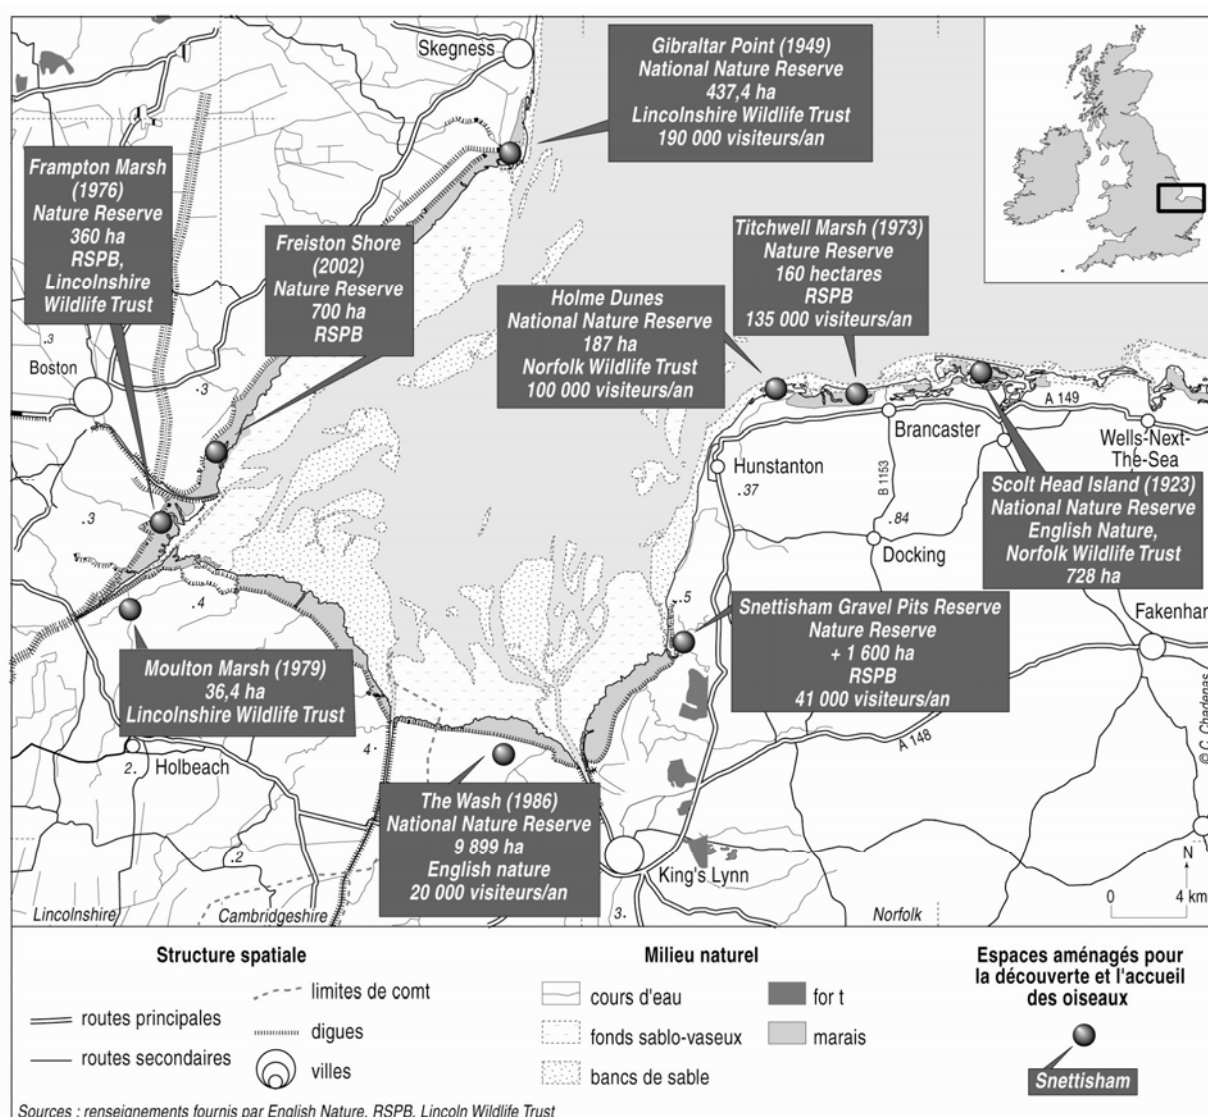 Skegness
Gibraltar Point (1949)
National Nature Reserve
437,4 ha
Lincolnshire Wildlife Trust
190 000 visiteurs/an
Frampton Marsh
(1976)
Nature Reserve
360 ha
RSPB,
Lincolnshire
Wildlife Trust
Freiston Shore
(2002)
Nature Reserve
700 ha
RSPB
Titchwell Marsh (1973)
Nature Reserve
160 hectares
RSPB
135 000 visiteurs/an
Holme Dunes
National Nature Reserve
187 ha
Norfolk Wildlife Trust
100 000 visiteurs/an
.3
Boston
.3
A 149
Brancaster
Wells-Next-
The-Sea
Hunstanton
.37
B 1153
.84
Docking
Scolt Head Island (1923)
National Nature Reserve
English Nature,
Norfolk Wildlife Trust
728 ha
.3
.4
.5
Snettisham Gravel Pits Reserve
Nature Reserve
+ 1 600 ha
RSPB
41 000 visiteurs/an
Fakenham
Moulton Marsh (1979)
36,4 ha
Lincolnshire Wildlife Trust
2.
Holbeach
4.
A 148
© C. Chadenas
The Wash (1986)
National Nature Reserve
9 899 ha
English nature
20 000 visiteurs/an
.2
King's Lynn
3.
N
0 4 km
Lincolnshire
Cambridgeshire
Norfolk
Structure spatiale
routes principales
routes secondaires
limites de comt
digues
villes
Milieu naturel
cours d'eau
fonds sablo-vaseux
bancs de sable
for t
marais
Espaces aménagés pour
la découverte et l'accueil
des oiseaux
Snettisham
Sources : renseignements fournis par English Nature, RSPB, Lincoln Wildlife Trust